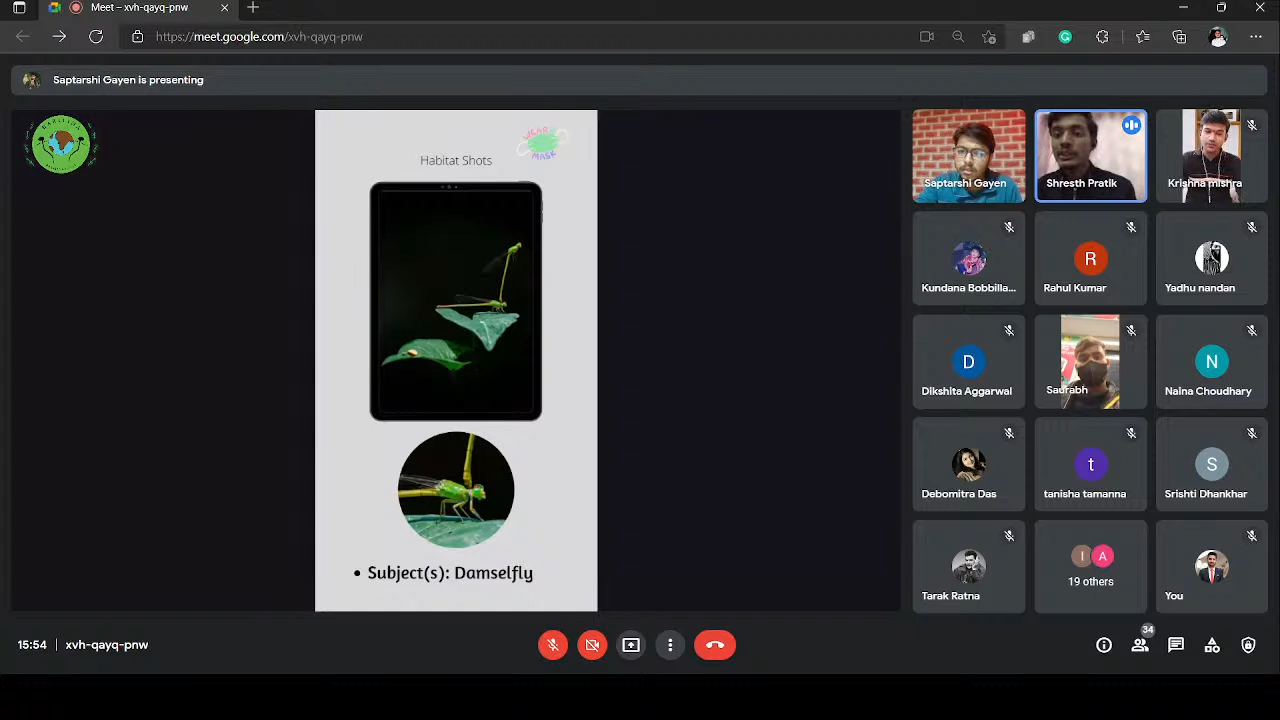 Meet – xvh-qayq-pnw
https://meet.google.com/xvh-qayq-pnw
Saptarshi Gayen is presenting
Habitat Shots
WEAR
MASK
Subject(s): Damselfly
Saptarshi Gayen
Shresth Pratik
Krishna mishra
Kundana Bobbilla...
R
Rahul Kumar
Yadhu nandan
D
Dikshita Aggarwal
Saurabh
N
Naina Choudhary
Debomitra Das
t
tanisha tamanna
S
Srishti Dhankhar
Tarak Ratna
I A
19 others
You
15:54 | xvh-qayq-pnw
34